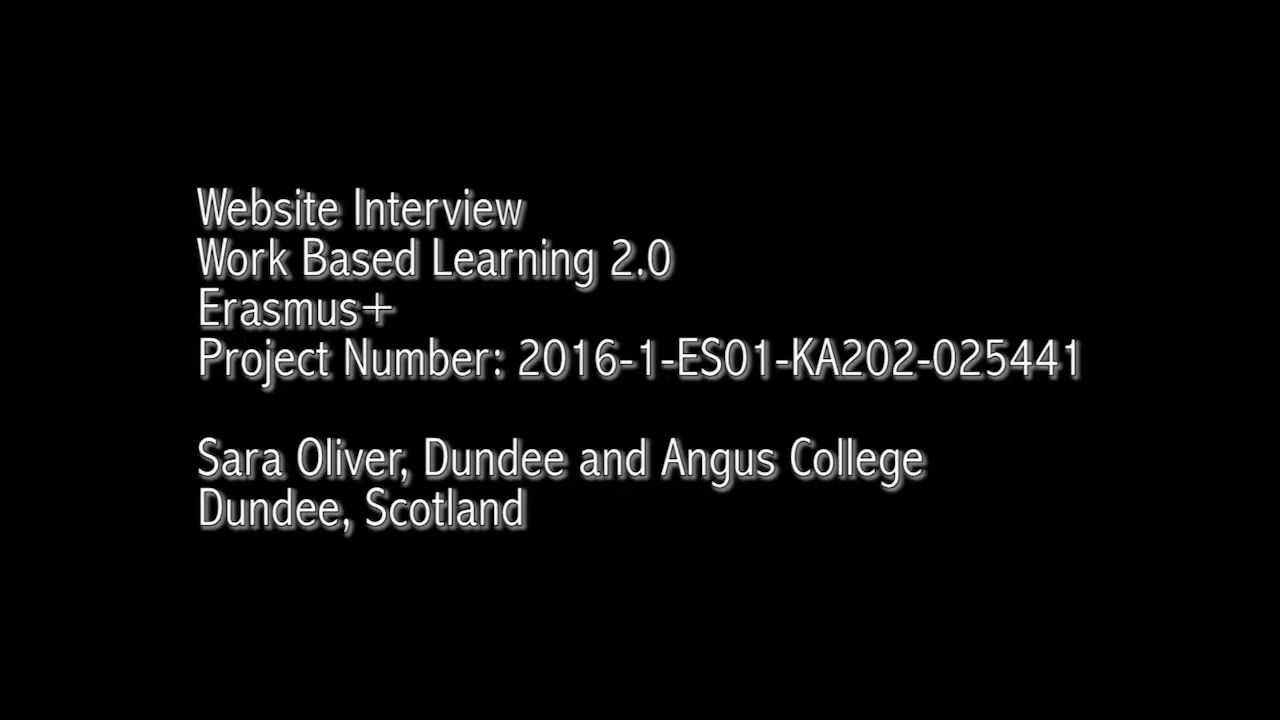 Website Interview
Work Based Learning 2.0
Erasmus+
Project Number: 2016-1-ES01-KA202-025441
Sara Oliver, Dundee and Angus College
Dundee, Scotland